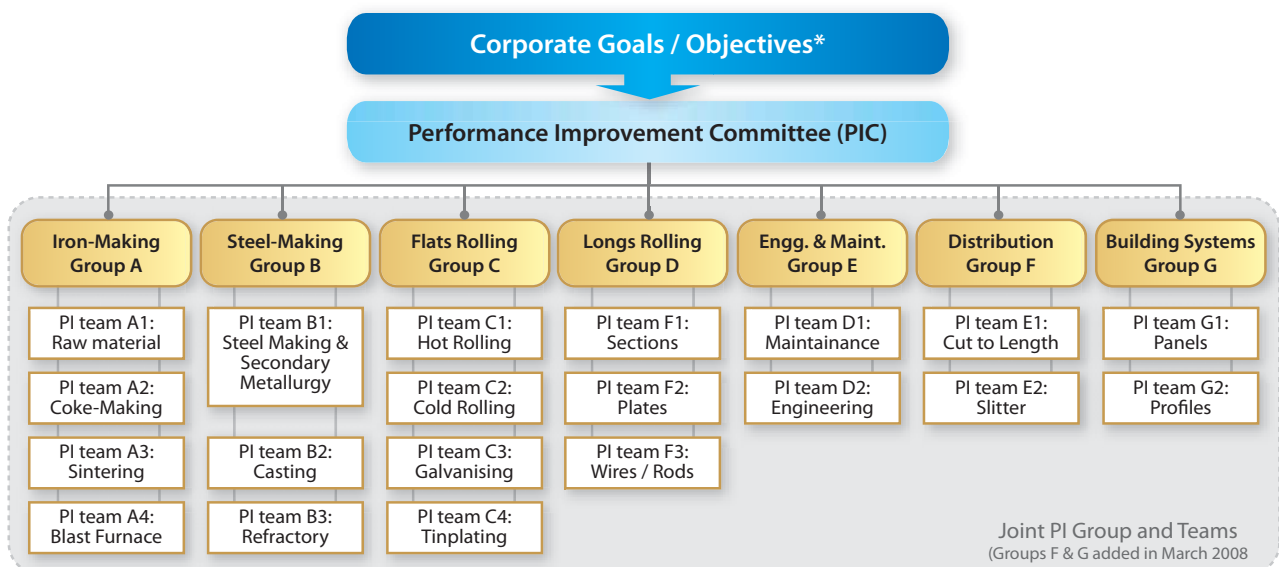 Corporate Goals / Objectives*
Performance Improvement Committee (PIC)
Iron-Making
Group A
Steel-Making
Group B
Flats Rolling
Group C
Longs Rolling
Group D
Engg. & Maint.
Group E
Distribution
Group F
Building Systems
Group G
PI team A1:
Raw material
PI team A2:
Coke-Making
PI team A3:
Sintering
PI team A4:
Blast Furnace
PI team B1:
Steel Making &
Secondary
Metallurgy
PI team B2:
Casting
PI team B3:
Refractory
PI team C1:
Hot Rolling
PI team C2:
Cold Rolling
PI team C3:
Galvanising
PI team C4:
Tinplating
PI team F1:
Sections
PI team F2:
Plates
PI team F3:
Wires / Rods
PI team D1:
Maintainance
PI team D2:
Engineering
PI team E1:
Cut to Length
PI team E2:
Slitter
PI team G1:
Panels
PI team G2:
Profiles
Joint PI Group and Teams
(Groups F & G added in March 2008